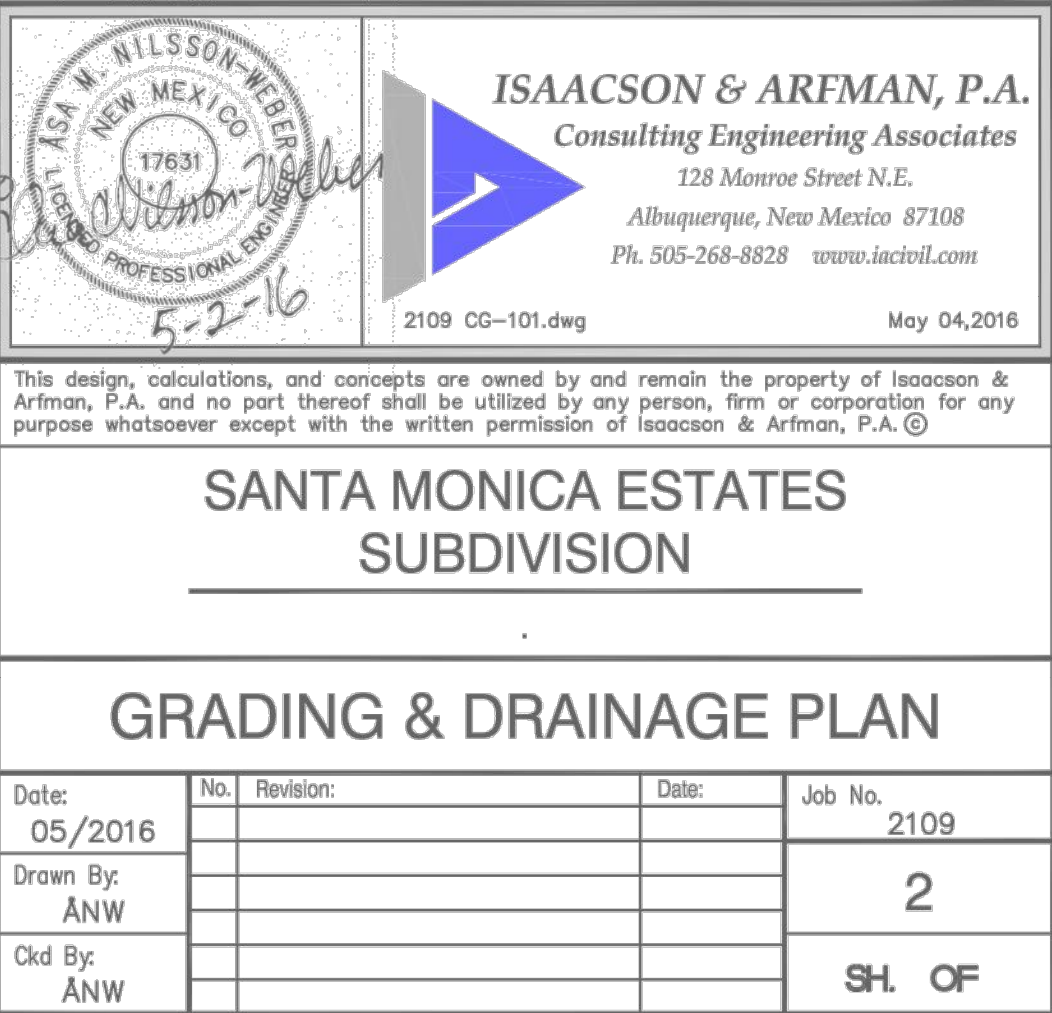 ÅSA M. NILSSON-WEBER
NEW MEXICO
17631
LICENSED PROFESSIONAL ENGINEER
5-2-16
ISAACSON & ARFMAN, P.A.
Consulting Engineering Associates
128 Monroe Street N.E.
Albuquerque, New Mexico 87108
Ph. 505-268-8828 www.iacivil.com
2109 CG-101.dwg May 04,2016
This design, calculations, and concepts are owned by and remain the property of Isaacson &
Arfman, P.A. and no part thereof shall be utilized by any person, firm or corporation for any
purpose whatsoever except with the written permission of Isaacson & Arfman, P.A. ©
SANTA MONICA ESTATES
SUBDIVISION
.
GRADING & DRAINAGE PLAN
No. Revision: Date:
Date:
05/2016
Drawn By:
ÅNW
Ckd By:
ÅNW
Job No.
2109
2
SH. OF